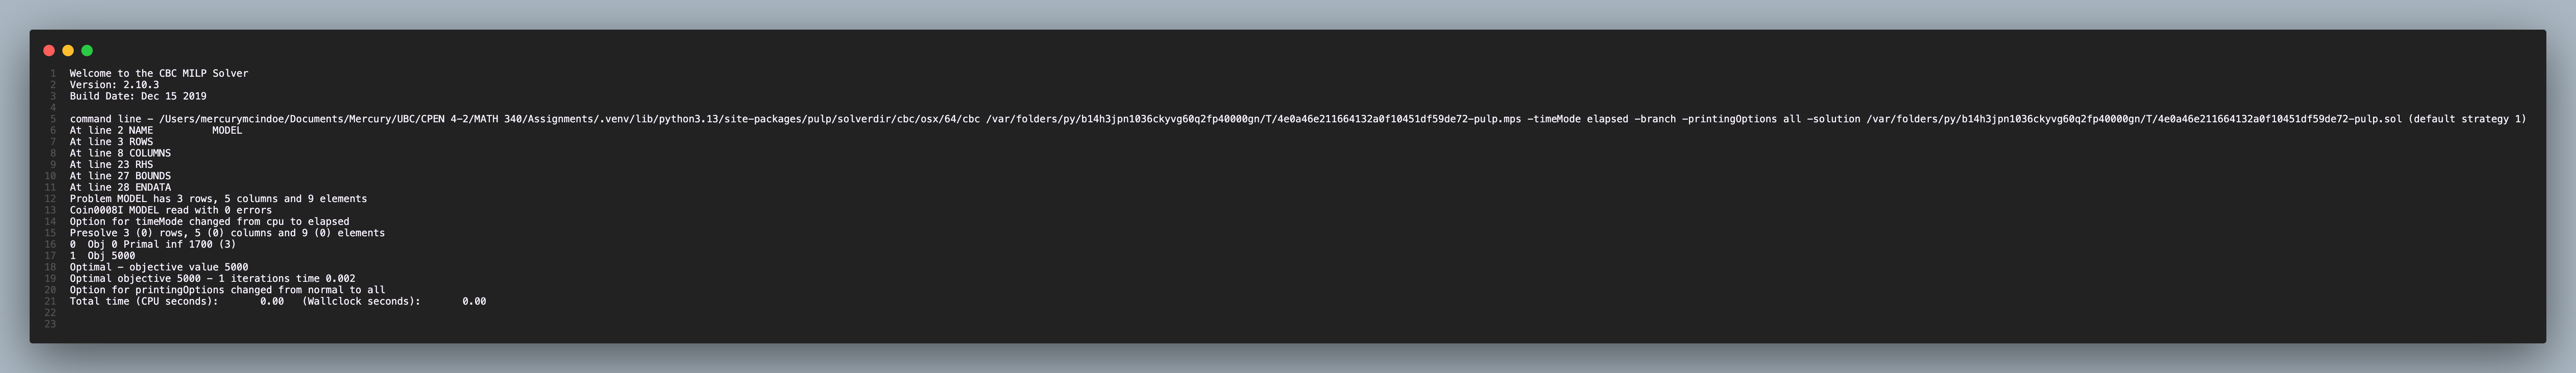 1 Welcome to the CBC MILP Solver
2 Version: 2.10.3
3 Build Date: Dec 15 2019
4
5 command line - /Users/mercurymcindoe/Documents/Mercury/UBC/CPEN 4-2/MATH 340/Assignments/.venv/lib/python3.13/site-packages/pulp/solverdir/cbc/osx/64/cbc /var/folders/py/b14h3jpn1036ckyvg60q2fp40000gn/T/4e0a46e211664132a0f10451df59de72-pulp.mps -timeMode elapsed -branch -printingOptions all -solution /var/folders/py/b14h3jpn1036ckyvg60q2fp40000gn/T/4e0a46e211664132a0f10451df59de72-pulp.sol (default strategy 1)
6 At line 2 NAME          MODEL
7 At line 3 ROWS
8 At line 8 COLUMNS
9 At line 23 RHS
10 At line 27 BOUNDS
11 At line 28 ENDATA
12 Problem MODEL has 3 rows, 5 columns and 9 elements
13 Coin0008I MODEL read with 0 errors
14 Option for timeMode changed from cpu to elapsed
15 Presolve 3 (0) rows, 5 (0) columns and 9 (0) elements
16 0  Obj 0 Primal inf 1700 (3)
17 1  Obj 5000
18 Optimal - objective value 5000
19 Optimal objective 5000 - 1 iterations time 0.002
20 Option for printingOptions changed from normal to all
21 Total time (CPU seconds):       0.00   (Wallclock seconds):       0.00
22
23